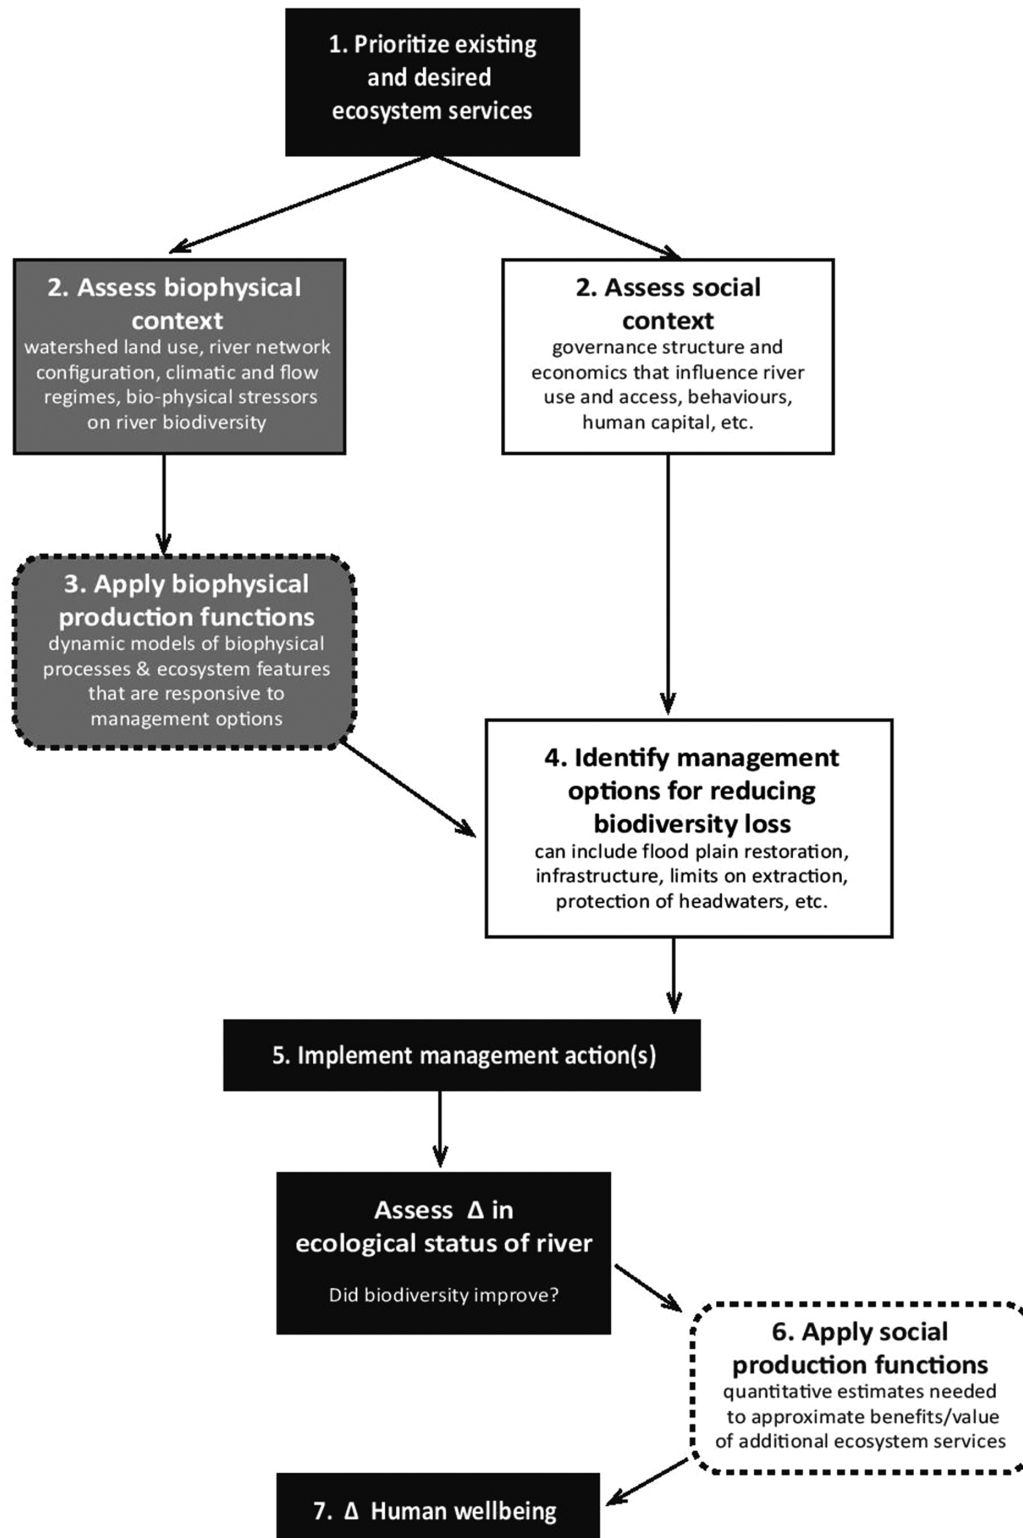 1. Prioritize existing
and desired
ecosystem services
2. Assess biophysical
context
watershed land use, river network
configuration, climatic and flow
regimes, bio-physical stressors
on river biodiversity
2. Assess social
context
governance structure and
economics that influence river
use and access, behaviours,
human capital, etc.
3. Apply biophysical
production functions
dynamic models of biophysical
processes & ecosystem features
that are responsive to
management options
4. Identify management
options for reducing
biodiversity loss
can include flood plain restoration,
infrastructure, limits on extraction,
protection of headwaters, etc.
5. Implement management action(s)
Assess Δ in
ecological status of river
Did biodiversity improve?
6. Apply social
production functions
quantitative estimates needed
to approximate benefits/value
of additional ecosystem services
7. Δ Human wellbeing